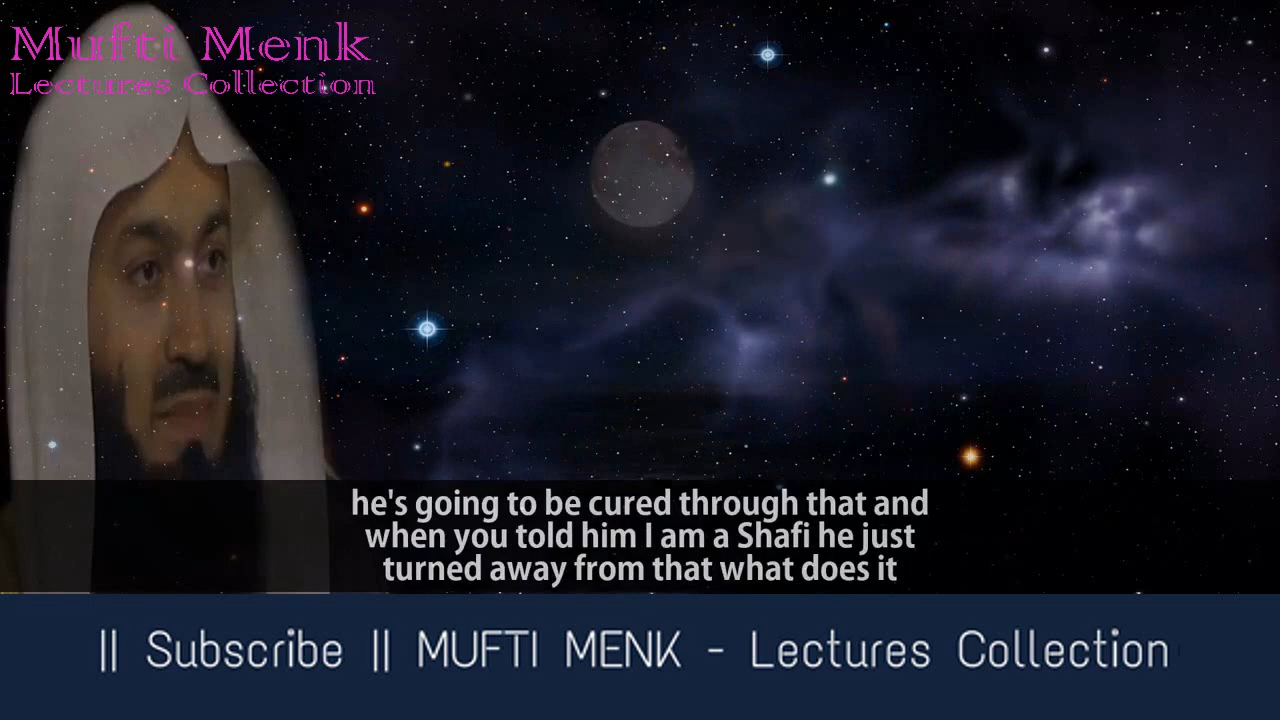 Mufti Menk
Lectures Collection
he's going to be cured through that and
when you told him I am a Shafi he just
turned away from that what does it
|| Subscribe || MUFTI MENK - Lectures Collection